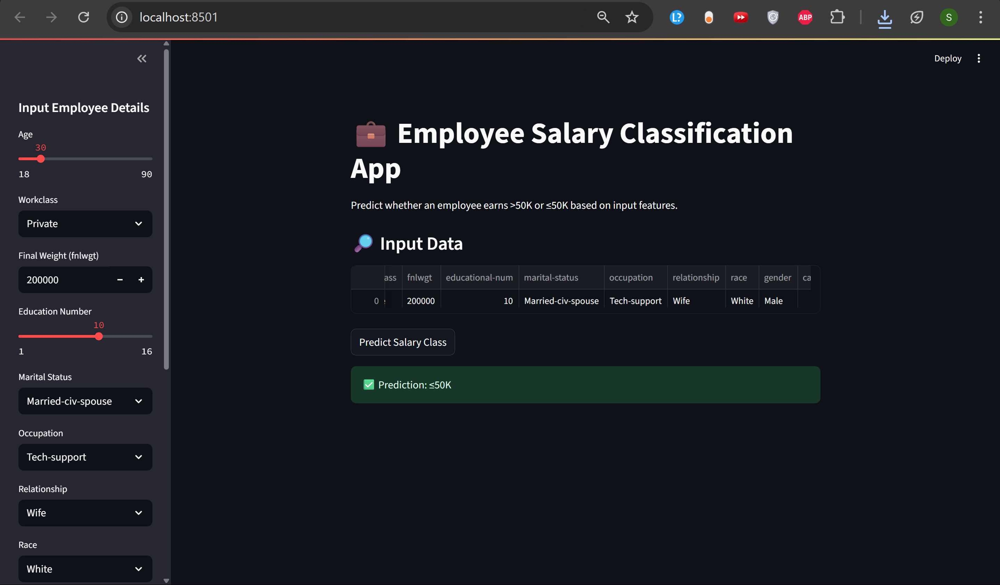 localhost:8501
L?
ABP
S
Deploy
Input Employee Details
Age
30
18 90
Workclass
Private
Final Weight (fnlwgt)
200000
Education Number
10
1 16
Marital Status
Married-civ-spouse
Occupation
Tech-support
Relationship
Wife
Race
White
Employee Salary Classification
App
Predict whether an employee earns >50K or ≤50K based on input features.
Input Data
ass fnlwgt educational-num marital-status occupation relationship race gender ca
0 200000 10 Married-civ-spouse Tech-support Wife White Male
Predict Salary Class
Prediction: ≤50K